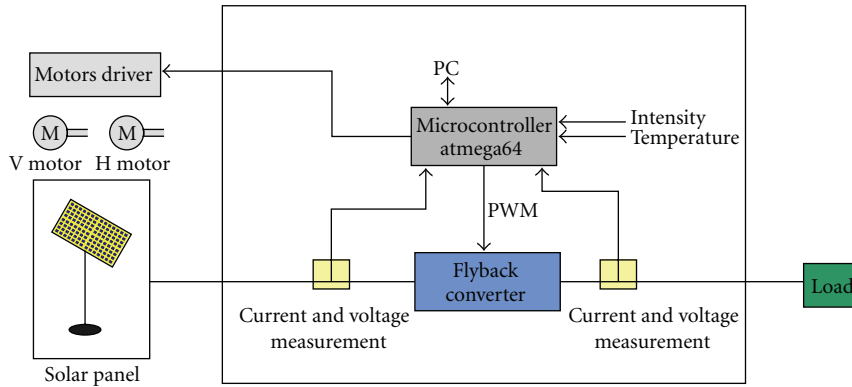 Motors driver
PC
Microcontroller
atmega64
Intensity
Temperature
M
M
V motor
H motor
PWM
Flyback
converter
Load
Current and voltage
measurement
Current and voltage
measurement
Solar panel